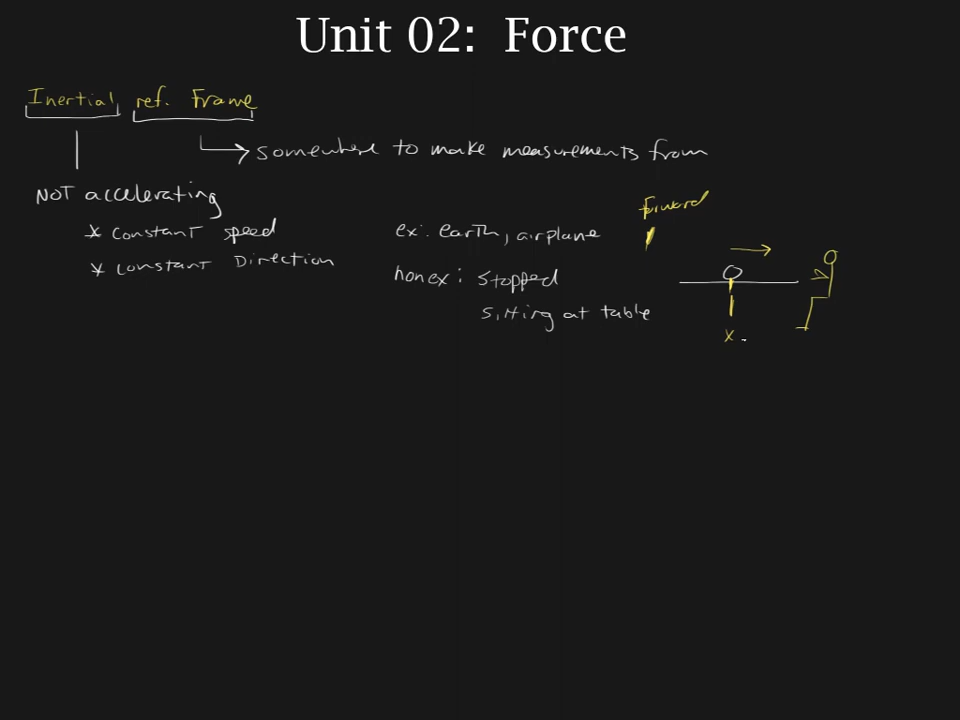 Unit 02: Force
Inertial ref. Frame
somewhere to make measurements from
NOT accelerating
* constant speed
* constant Direction
ex: earth, airplane
nonex: stopped
sitting at table
forward
x